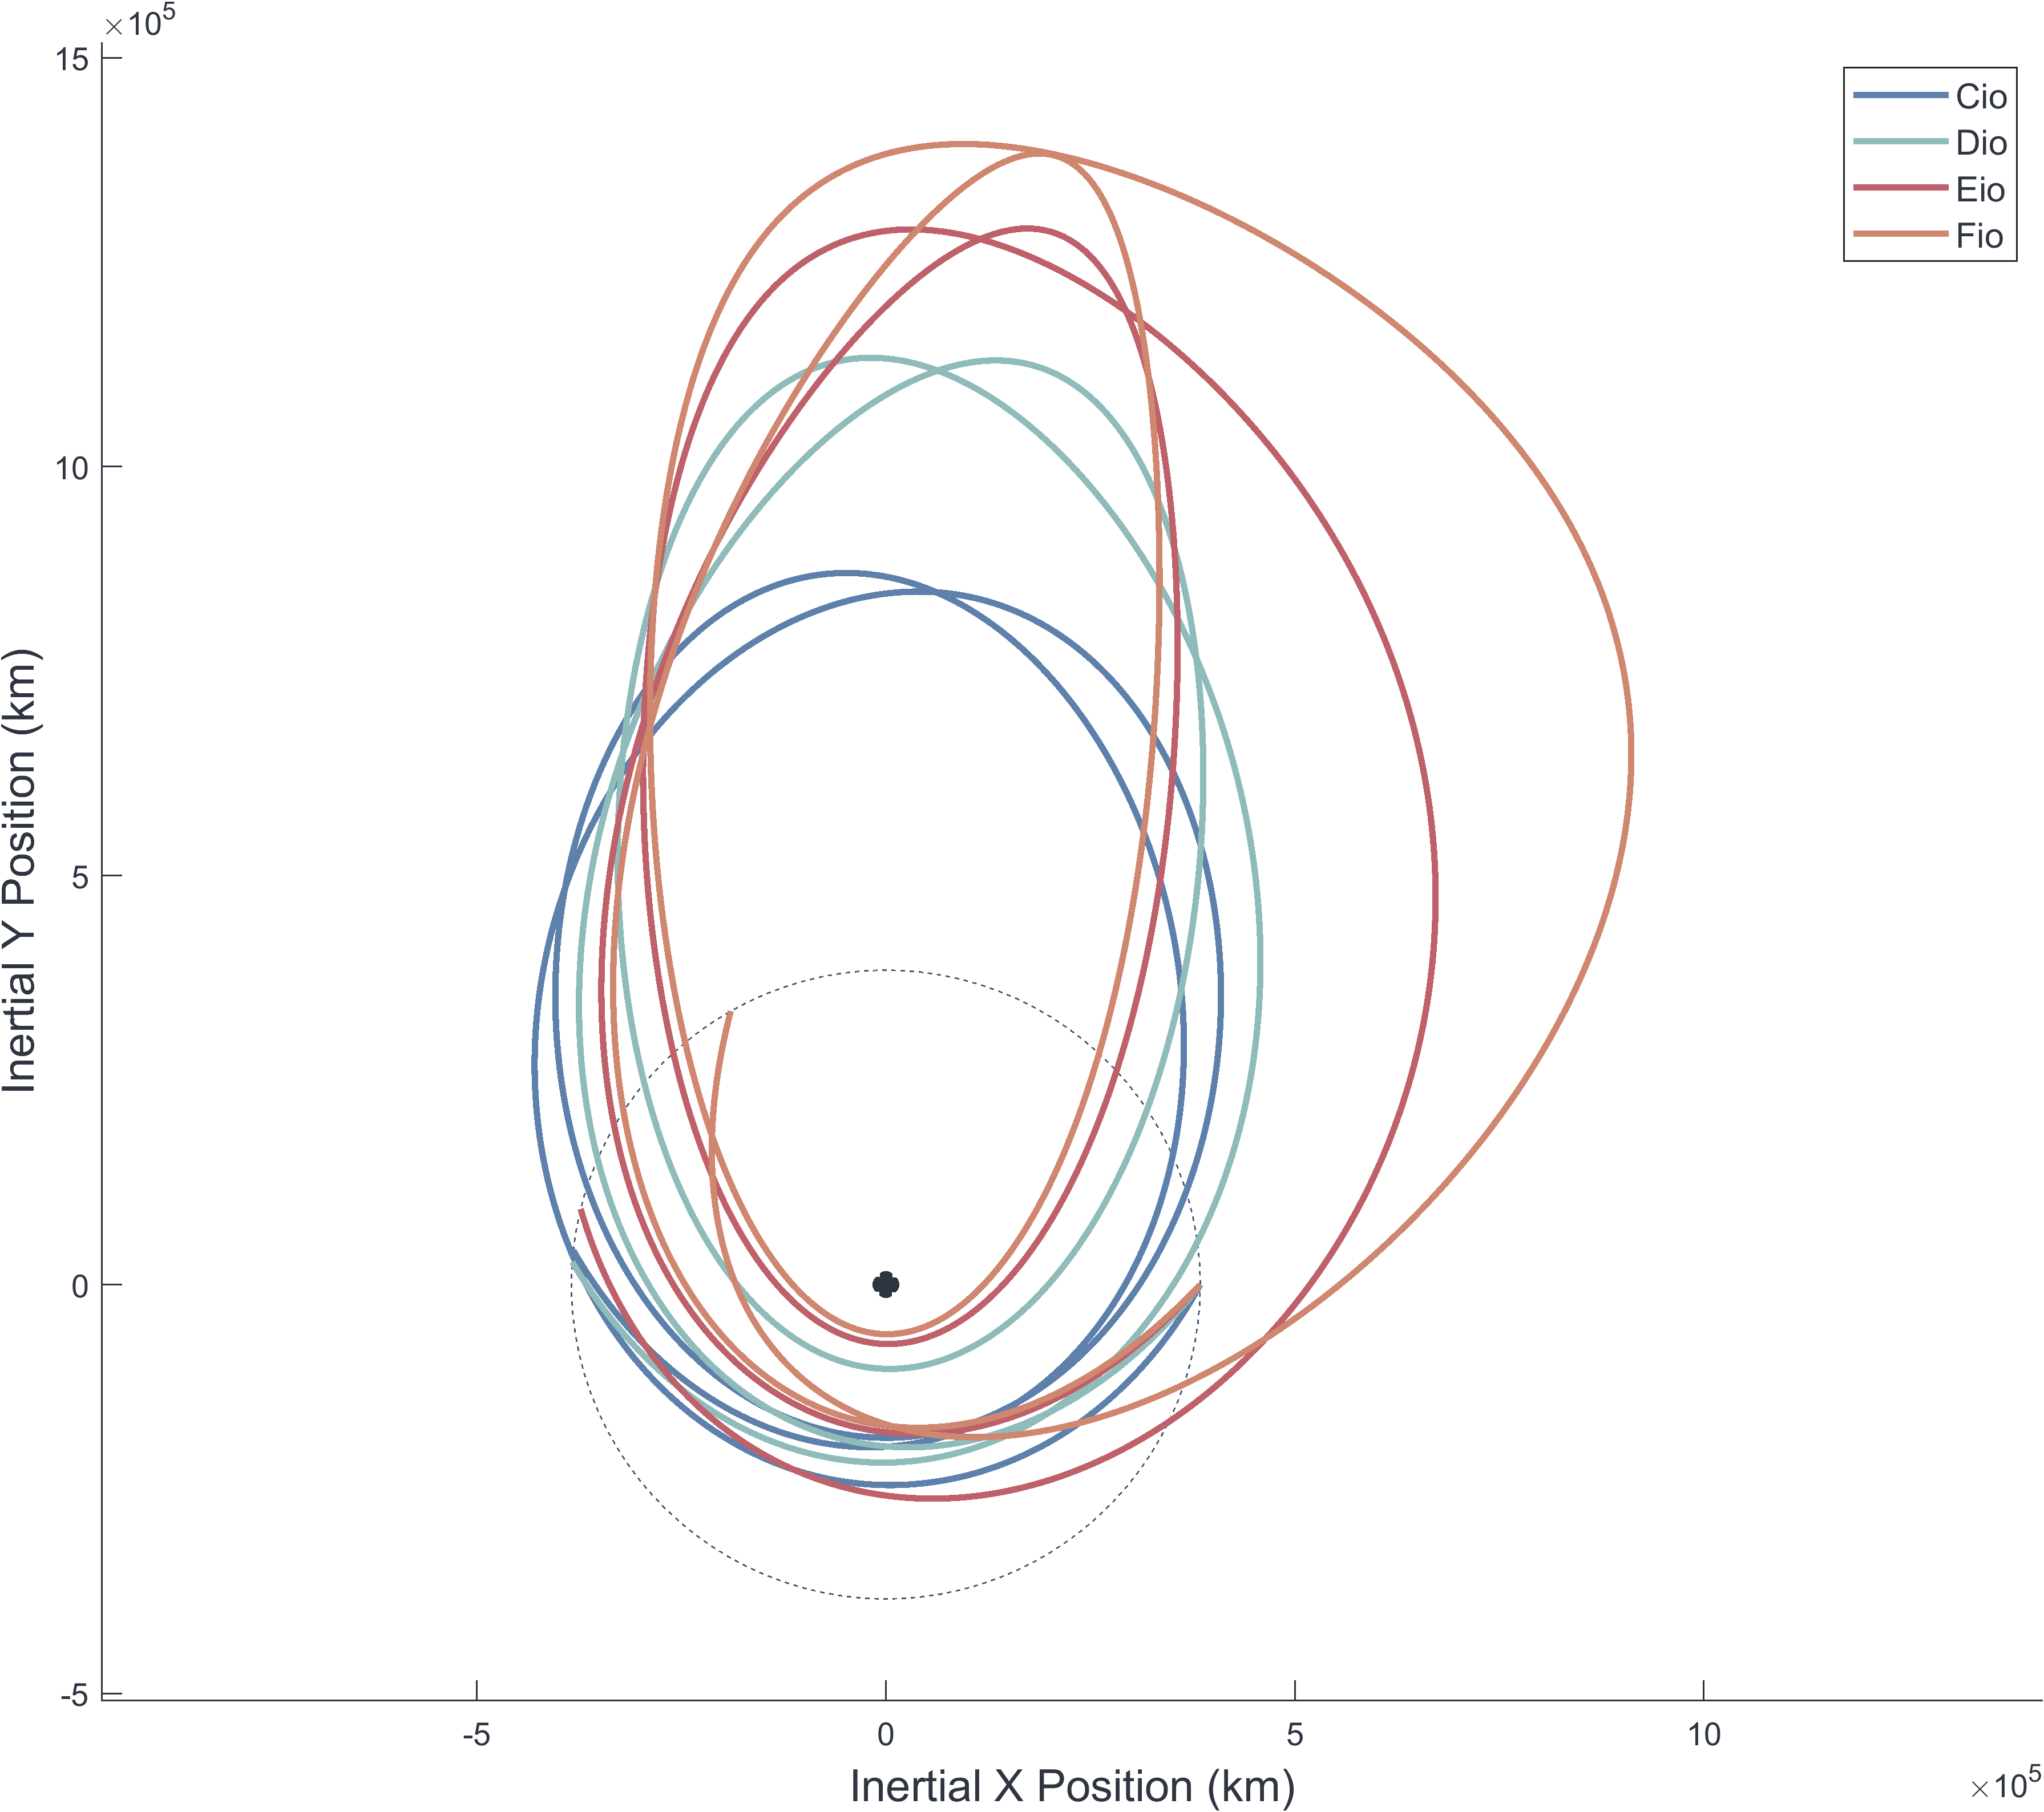 ×10⁵
15
10
5
0
-5
Inertial Y Position (km)
Cio
Dio
Eio
Fio
-5
0
5
10
Inertial X Position (km)
×10⁵